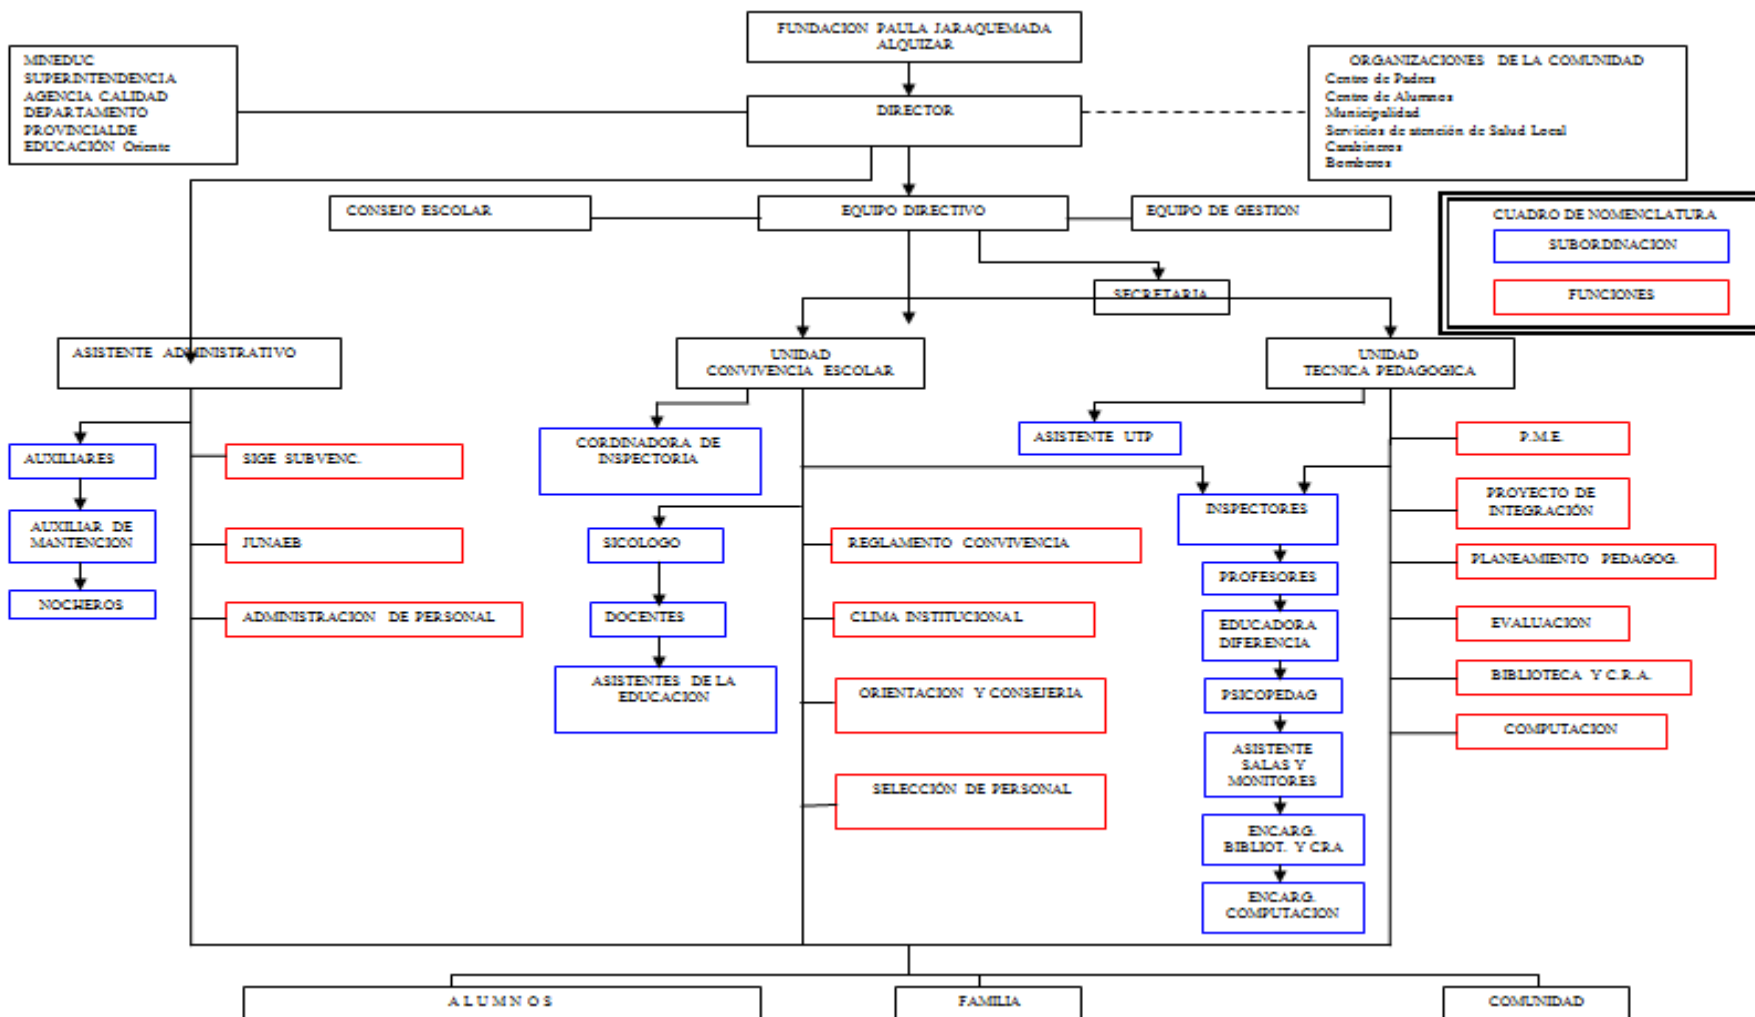 FUNDACION PAULA JARAQUEMADA
ALQUIZAR
MINEDUC
SUPERINTENDENCIA
AGENCIA CALIDAD
DEPARTAMENTO
PROVINCIALDE
EDUCACIÓN Oriente
DIRECTOR
ORGANIZACIONES DE LA COMUNIDAD
Centro de Padres
Centro de Alumnos
Municipalidad
Servicios de atención de Salud Local
Carabineros
Bomberos
CONSEJO ESCOLAR
EQUIPO DIRECTIVO
EQUIPO DE GESTION
CUADRO DE NOMENCLATURA
SUBORDINACION
FUNCIONES
SECRETARIA
ASISTENTE ADMINISTRATIVO
UNIDAD
CONVIVENCIA ESCOLAR
UNIDAD
TECNICA PEDAGOGICA
AUXILIARES
AUXILIAR DE
MANTENCION
NOCHEROS
SIGE SUBVENC.
JUNAEB
ADMINISTRACION DE PERSONAL
CORDINADORA DE
INSPECTORIA
SICOLOGO
DOCENTES
ASISTENTES DE LA
EDUCACION
REGLAMENTO CONVIVENCIA
CLIMA INSTITUCIONAL
ORIENTACION Y CONSEJERIA
SELECCIÓN DE PERSONAL
ASISTENTE UTP
INSPECTORES
PROFESORES
EDUCADORA
DIFERENCIA
PSICOPEDAG
ASISTENTE
SALAS Y
MONITORES
ENCARG.
BIBLIOT. Y CRA
ENCARG.
COMPUTACION
P.M.E.
PROYECTO DE
INTEGRACIÓN
PLANEAMIENTO PEDAGOG.
EVALUACION
BIBLIOTECA Y C.R.A.
COMPUTACION
A L U M N O S
FAMILIA
COMUNIDAD